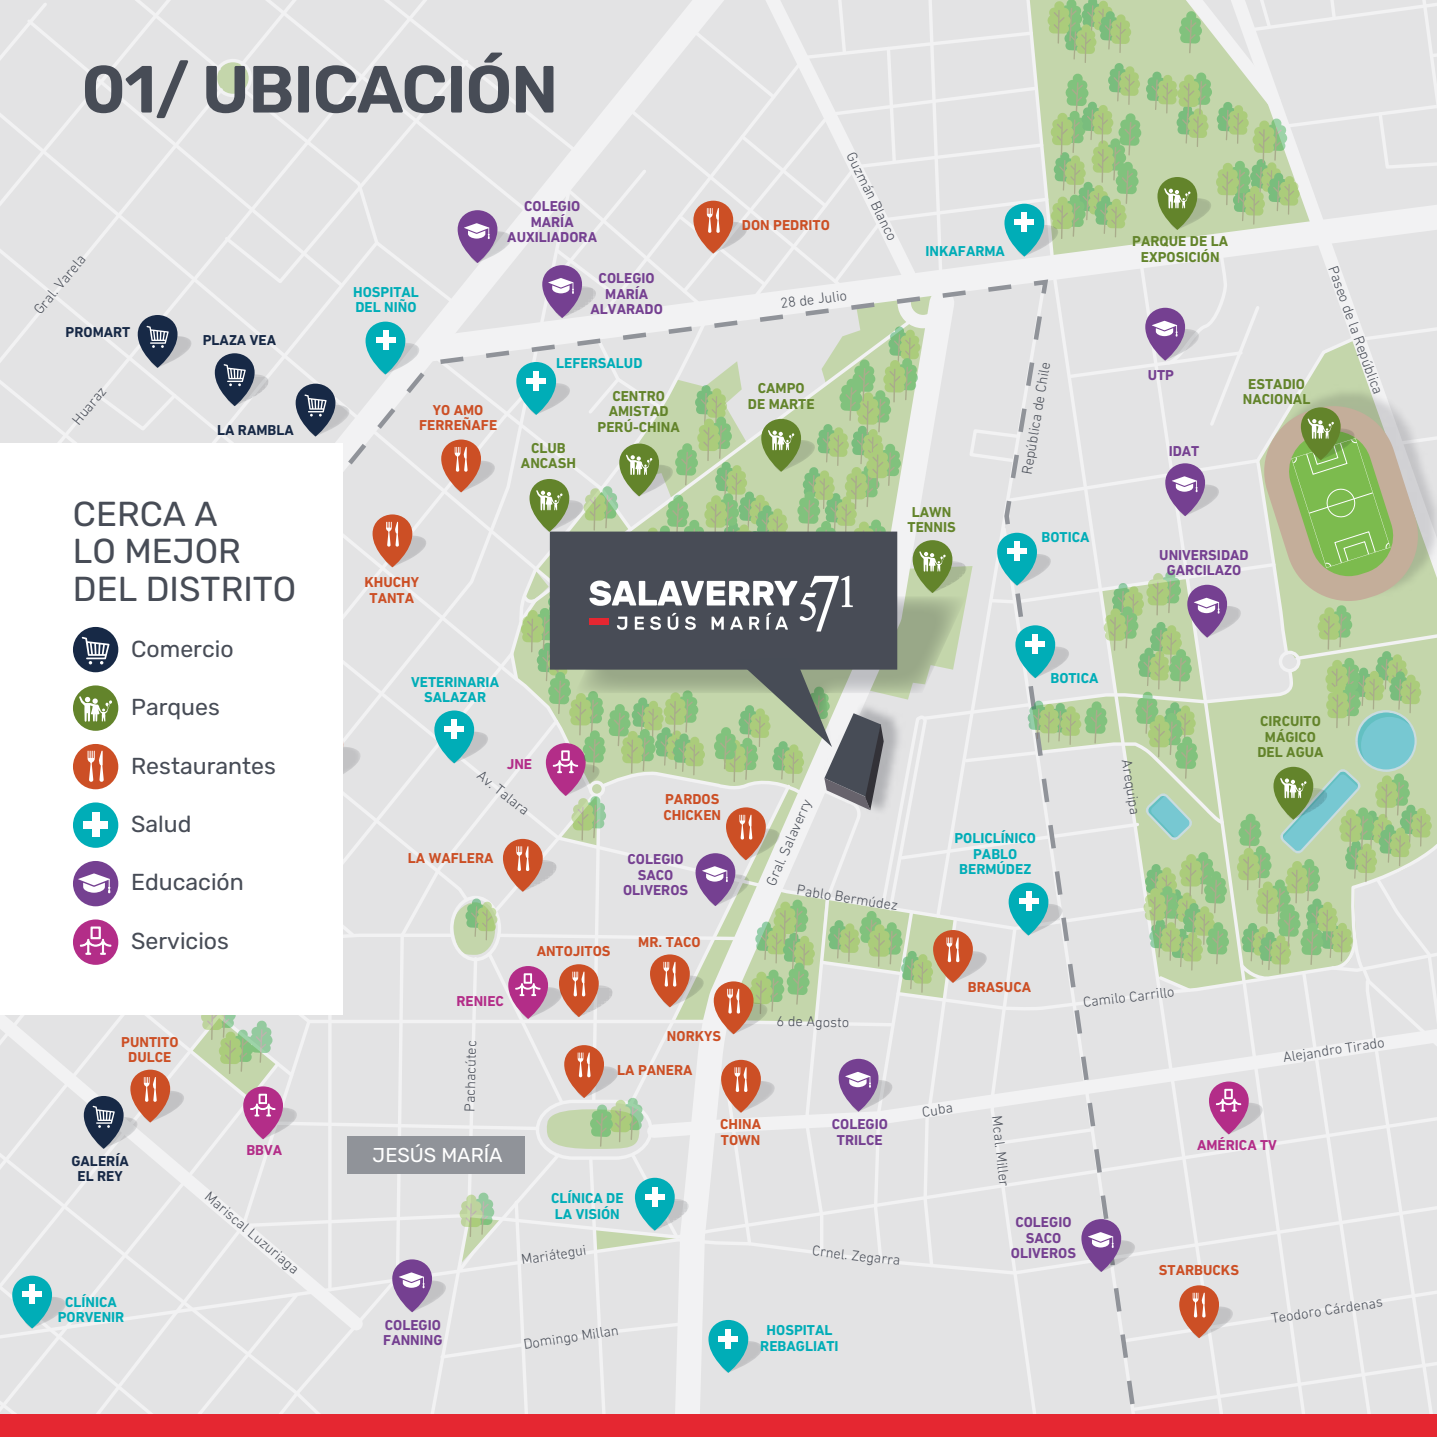 01/ UBICACIÓN
Guzmán Blanco
COLEGIO
MARÍA
AUXILIADORA
DON PEDRITO
INKAFARMA
PARQUE DE LA
EXPOSICIÓN
Gral. Varela
COLEGIO
MARÍA
ALVARADO
HOSPITAL
DEL NIÑO
28 de Julio
Paseo de la República
PROMART
PLAZA VEA
LEFERSALUD
UTP
Huaraz
LA RAMBLA
YO AMO
FERREÑAFE
CENTRO
AMISTAD
PERÚ-CHINA
CAMPO
DE MARTE
República de Chile
ESTADIO
NACIONAL
CLUB
ANCASH
IDAT
CERCA A
LO MEJOR
DEL DISTRITO
Comercio
Parques
Restaurantes
Salud
Educación
Servicios
LAWN
TENNIS
BOTICA
UNIVERSIDAD
GARCILAZO
KHUCHY
TANTA
SALAVERRY 571
JESÚS MARÍA
BOTICA
VETERINARIA
SALAZAR
CIRCUITO
MÁGICO
DEL AGUA
JNE
Av. Talara
Arequipa
PARDOS
CHICKEN
Gral. Salaverry
LA WAFLERA
COLEGIO
SACO
OLIVEROS
POLICLÍNICO
PABLO
BERMÚDEZ
Pablo Bermúdez
ANTOJITOS
MR. TACO
RENIEC
BRASUCA
Camilo Carrillo
NORKYS
6 de Agosto
PUNTITO
DULCE
Alejandro Tirado
Pachacútec
LA PANERA
Cuba
CHINA
TOWN
COLEGIO
TRILCE
Mcal. Miller
AMÉRICA TV
GALERÍA
EL REY
BBVA
JESÚS MARÍA
Mariscal Luzuriaga
CLÍNICA DE
LA VISIÓN
COLEGIO
SACO
OLIVEROS
Mariátegui
Crnel. Zegarra
STARBUCKS
CLÍNICA
PORVENIR
COLEGIO
FANNING
Domingo Millan
HOSPITAL
REBAGLIATI
Teodoro Cárdenas